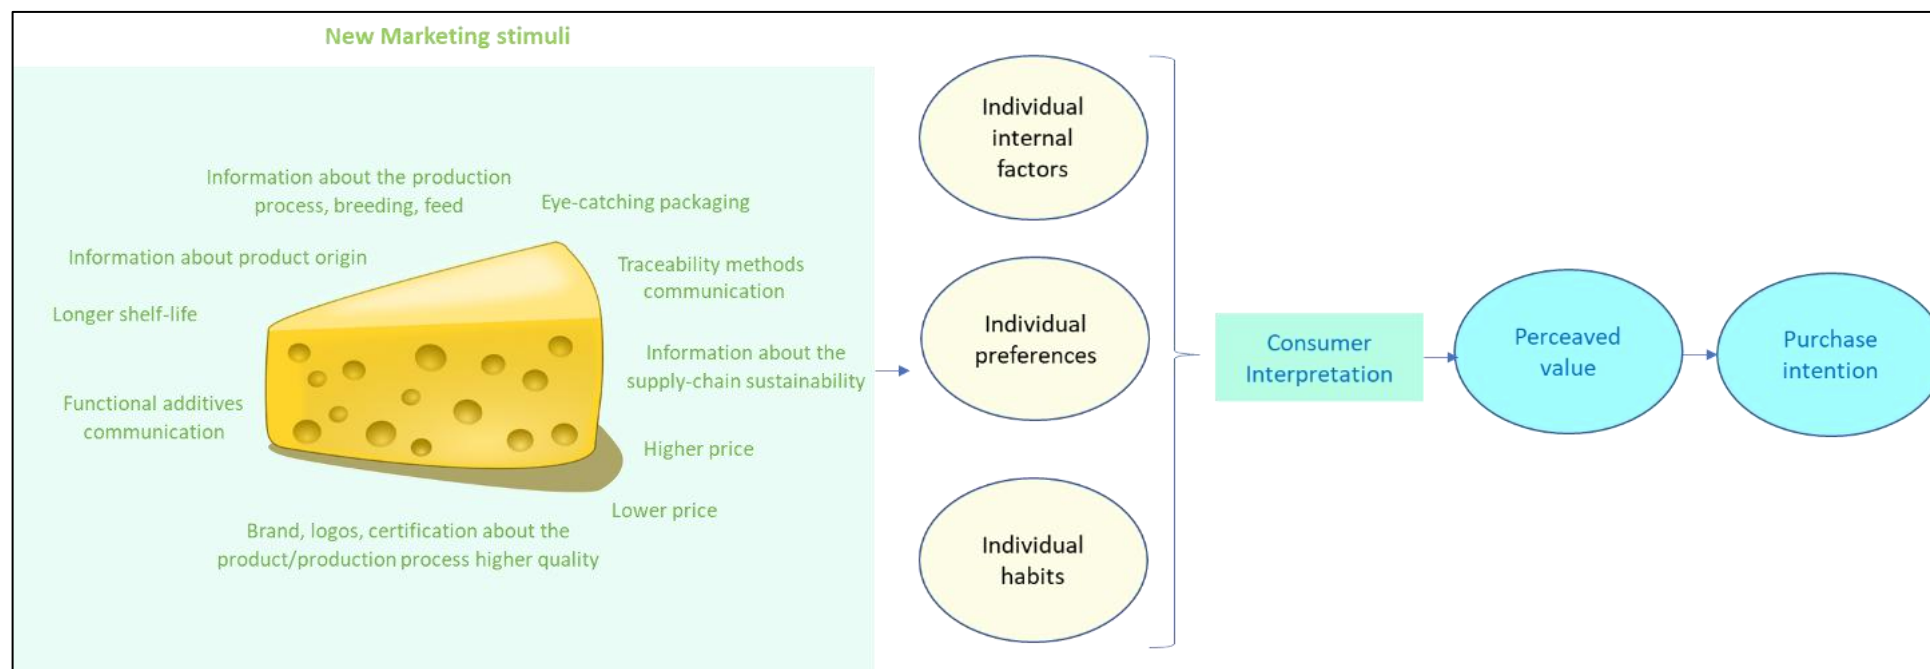 New Marketing stimuli
Information about the production
process, breeding, feed
Eye-catching packaging
Information about product origin
Traceability methods
communication
Longer shelf-life
Information about the
supply-chain sustainability
Functional additives
communication
Higher price
Lower price
Brand, logos, certification about the
product/production process higher quality
Individual
internal
factors
Individual
preferences
Individual
habits
Consumer
Interpretation
Perceaved
value
Purchase
intention